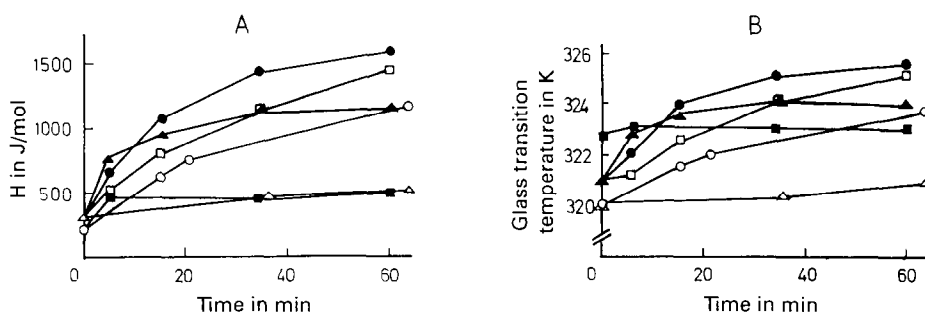 A
H in J/mol
1500
1000
500
0
20
40
60
Time in min
B
Glass transition
temperature in K
326
324
322
320
0
20
40
60
Time in min